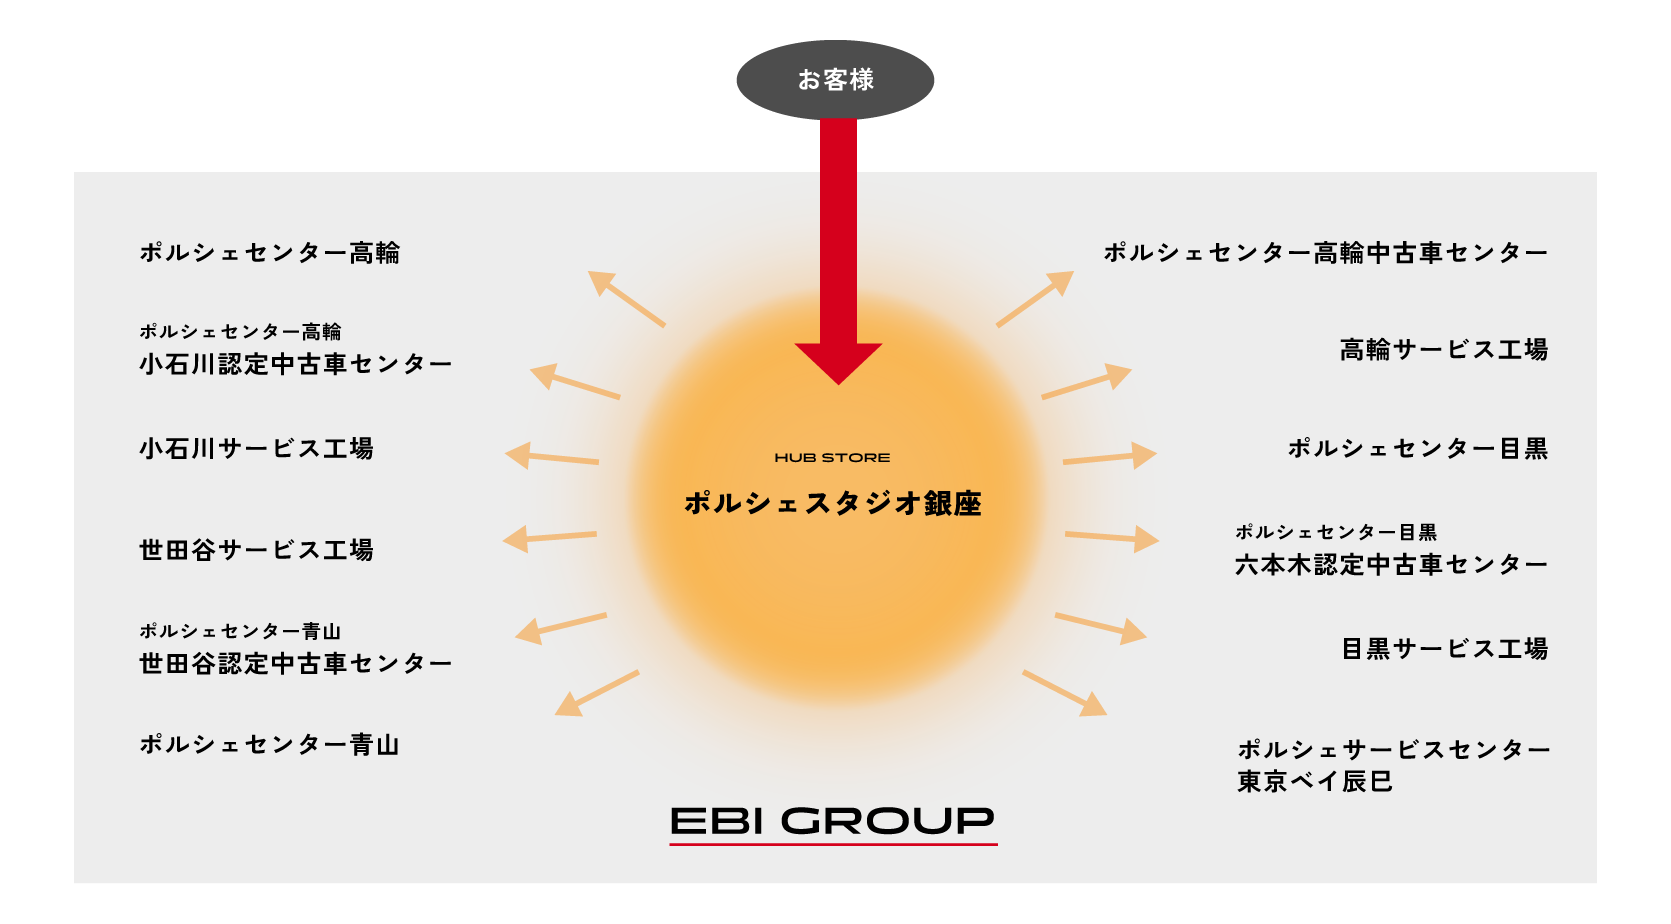 お客様
ポルシェセンター高輪
ポルシェセンター高輪
小石川認定中古車センター
小石川サービス工場
世田谷サービス工場
ポルシェセンター青山
世田谷認定中古車センター
ポルシェセンター青山
HUB STORE
ポルシェスタジオ銀座
ポルシェセンター高輪中古車センター
高輪サービス工場
ポルシェセンター目黒
ポルシェセンター目黒
六本木認定中古車センター
目黒サービス工場
ポルシェサービスセンター
東京ベイ辰巳
EBI GROUP